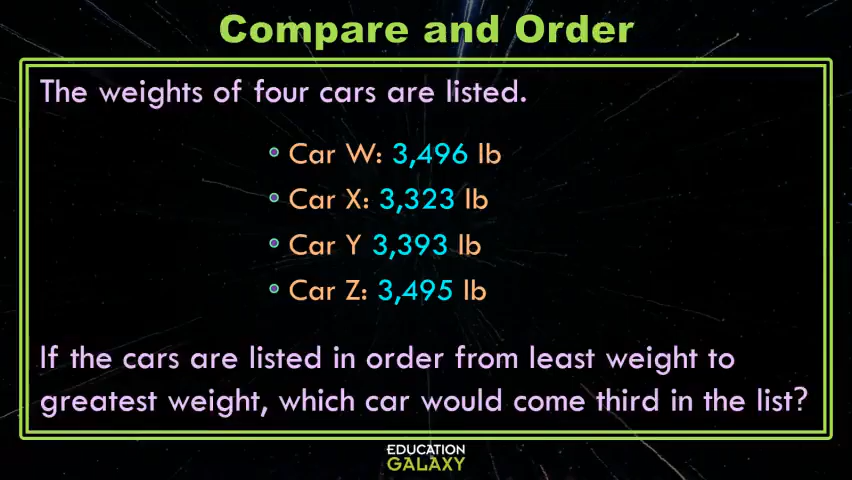 Compare and Order
The weights of four cars are listed.
• Car W: 3,496 lb
• Car X: 3,323 lb
• Car Y 3,393 lb
• Car Z: 3,495 lb
If the cars are listed in order from least weight to
greatest weight, which car would come third in the list?
EDUCATION
GALAXY